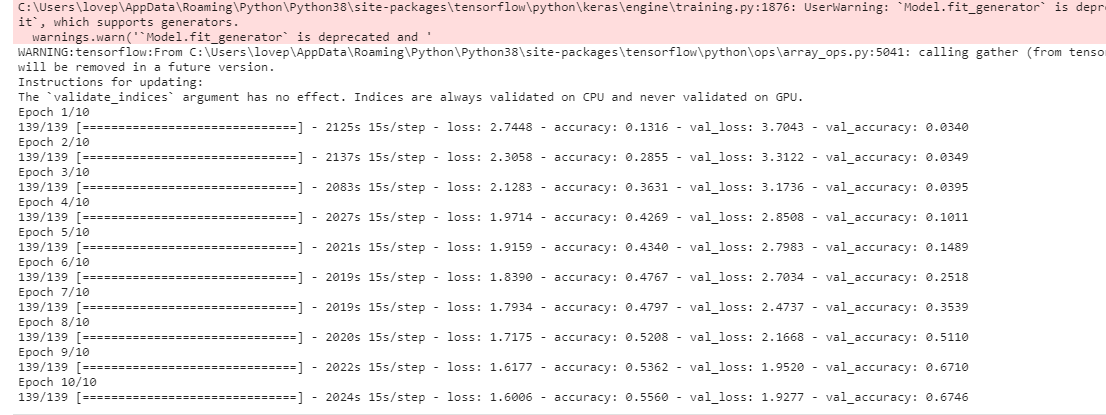 C:\Users\lovep\AppData\Roaming\Python\Python38\site-packages\tensorflow\python\keras\engine\training.py:1876: UserWarning: `Model.fit_generator` is depr
it`, which supports generators.
warnings.warn('`Model.fit_generator` is deprecated and '
WARNING:tensorflow:From C:\Users\lovep\AppData\Roaming\Python\Python38\site-packages\tensorflow\python\ops\array_ops.py:5041: calling gather (from tenso
will be removed in a future version.
Instructions for updating:
The `validate_indices` argument has no effect. Indices are always validated on CPU and never validated on GPU.
Epoch 1/10
139/139 [==============================] - 2125s 15s/step - loss: 2.7448 - accuracy: 0.1316 - val_loss: 3.7043 - val_accuracy: 0.0340
Epoch 2/10
139/139 [==============================] - 2137s 15s/step - loss: 2.3058 - accuracy: 0.2855 - val_loss: 3.3122 - val_accuracy: 0.0349
Epoch 3/10
139/139 [==============================] - 2083s 15s/step - loss: 2.1283 - accuracy: 0.3631 - val_loss: 3.1736 - val_accuracy: 0.0395
Epoch 4/10
139/139 [==============================] - 2027s 15s/step - loss: 1.9714 - accuracy: 0.4269 - val_loss: 2.8508 - val_accuracy: 0.1011
Epoch 5/10
139/139 [==============================] - 2021s 15s/step - loss: 1.9159 - accuracy: 0.4340 - val_loss: 2.7983 - val_accuracy: 0.1489
Epoch 6/10
139/139 [==============================] - 2019s 15s/step - loss: 1.8390 - accuracy: 0.4767 - val_loss: 2.7034 - val_accuracy: 0.2518
Epoch 7/10
139/139 [==============================] - 2019s 15s/step - loss: 1.7934 - accuracy: 0.4797 - val_loss: 2.4737 - val_accuracy: 0.3539
Epoch 8/10
139/139 [==============================] - 2020s 15s/step - loss: 1.7175 - accuracy: 0.5208 - val_loss: 2.1668 - val_accuracy: 0.5110
Epoch 9/10
139/139 [==============================] - 2022s 15s/step - loss: 1.6177 - accuracy: 0.5362 - val_loss: 1.9520 - val_accuracy: 0.6710
Epoch 10/10
139/139 [==============================] - 2024s 15s/step - loss: 1.6006 - accuracy: 0.5560 - val_loss: 1.9277 - val_accuracy: 0.6746